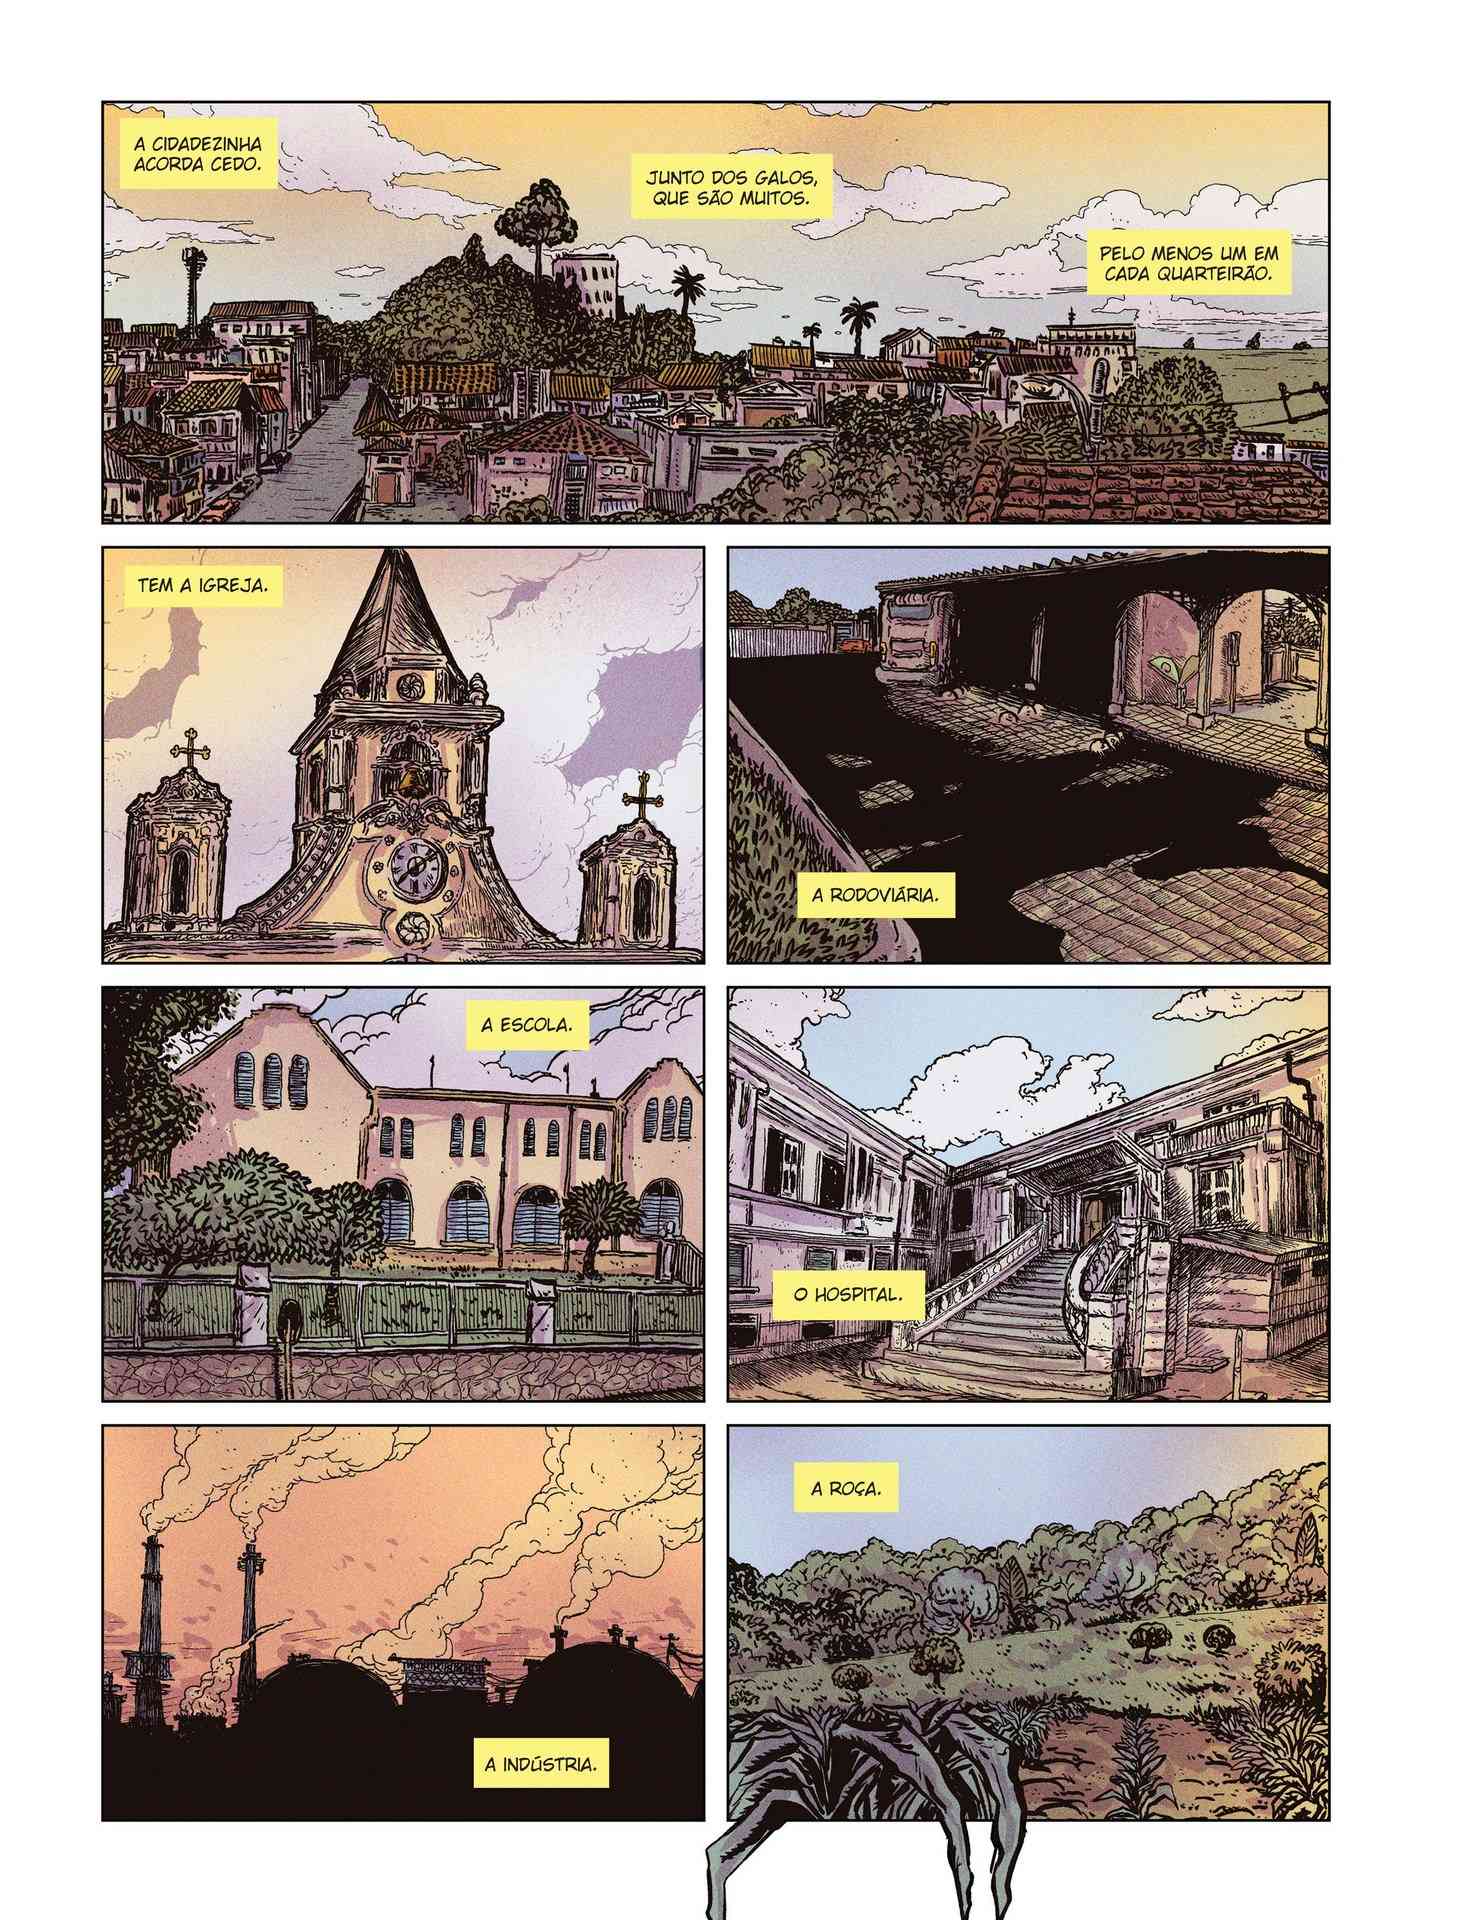 A CIDADEZINHA
ACORDA CEDO.
JUNTO DOS GALOS,
QUE SÃO MUITOS.
PELO MENOS UM EM
CADA QUARTEIRÃO.
TEM A IGREJA.
A RODOVIÁRIA.
A ESCOLA.
O HOSPITAL.
A INDÚSTRIA.
A ROÇA.